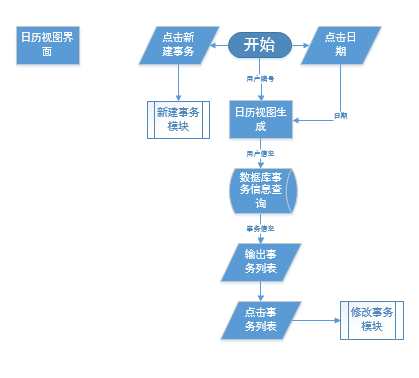 日历视图界
面
点击新
建事务
开始
点击日
期
用户编号
新建事务
模块
日历视图生
成
日期
用户信息
数据库事
务信息查
询
事务信息
输出事
务列表
点击事
务列表
修改事务
模块